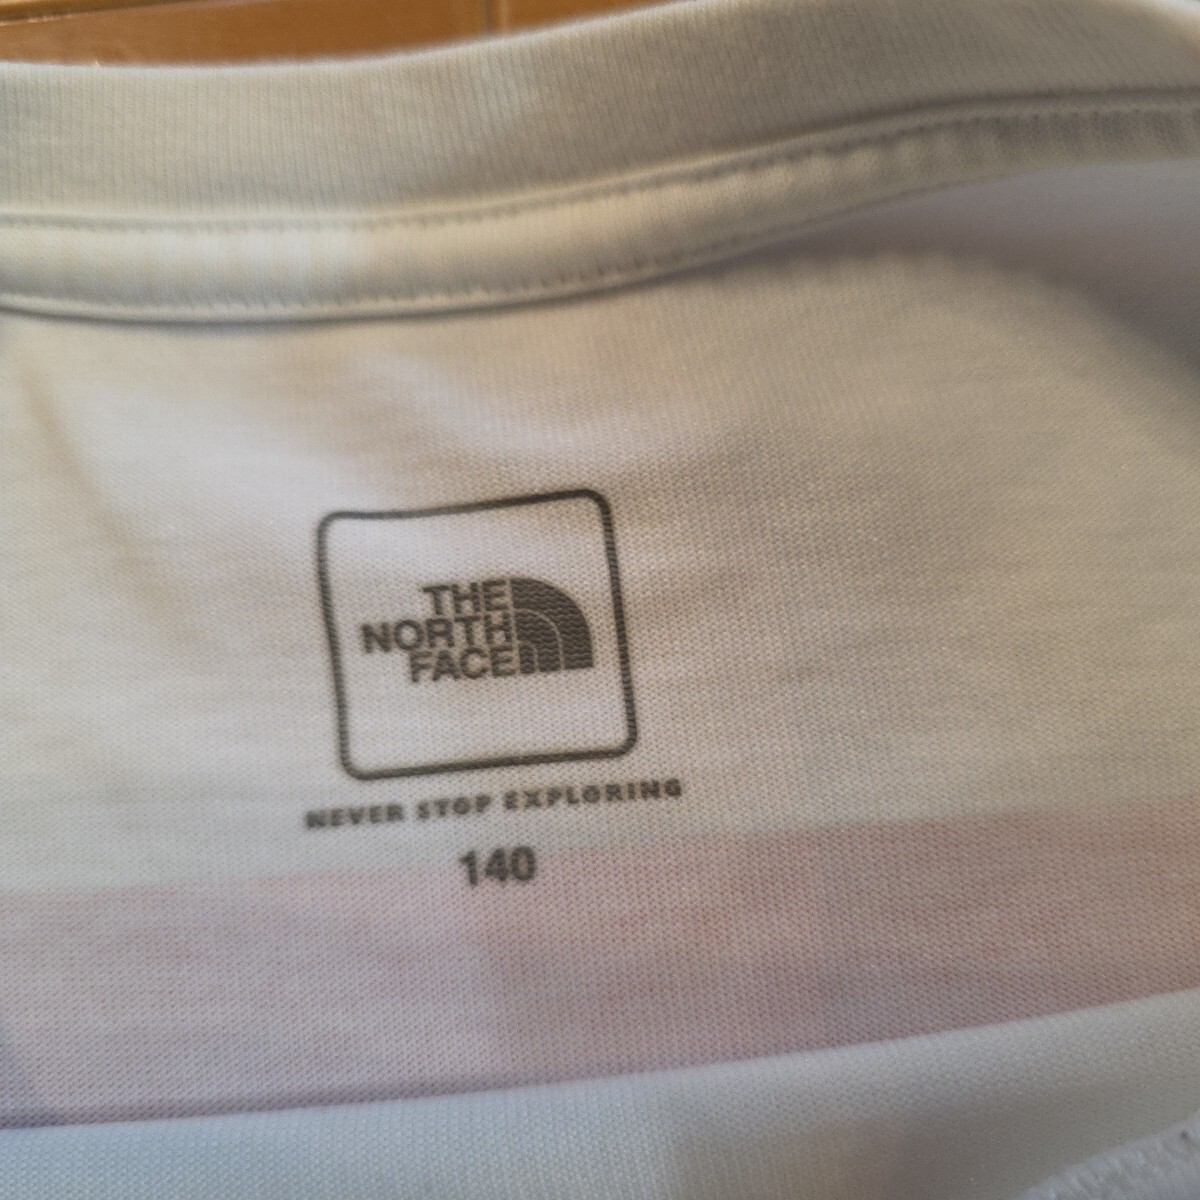 THE
NORTH
FACE
NEVER STOP EXPLORING
140